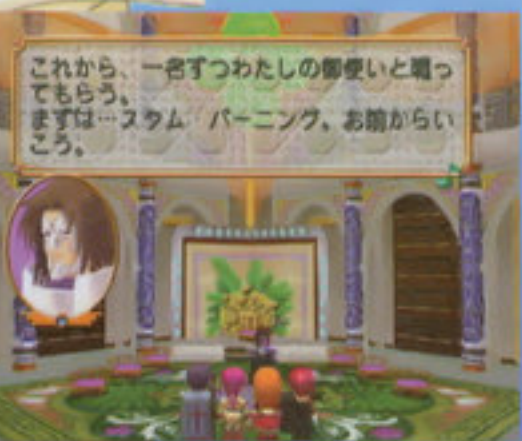 これから、一名ずつわたしの御使いと戦っ
てもらう。
まずは…スタム バーニング、お前からい
こう。